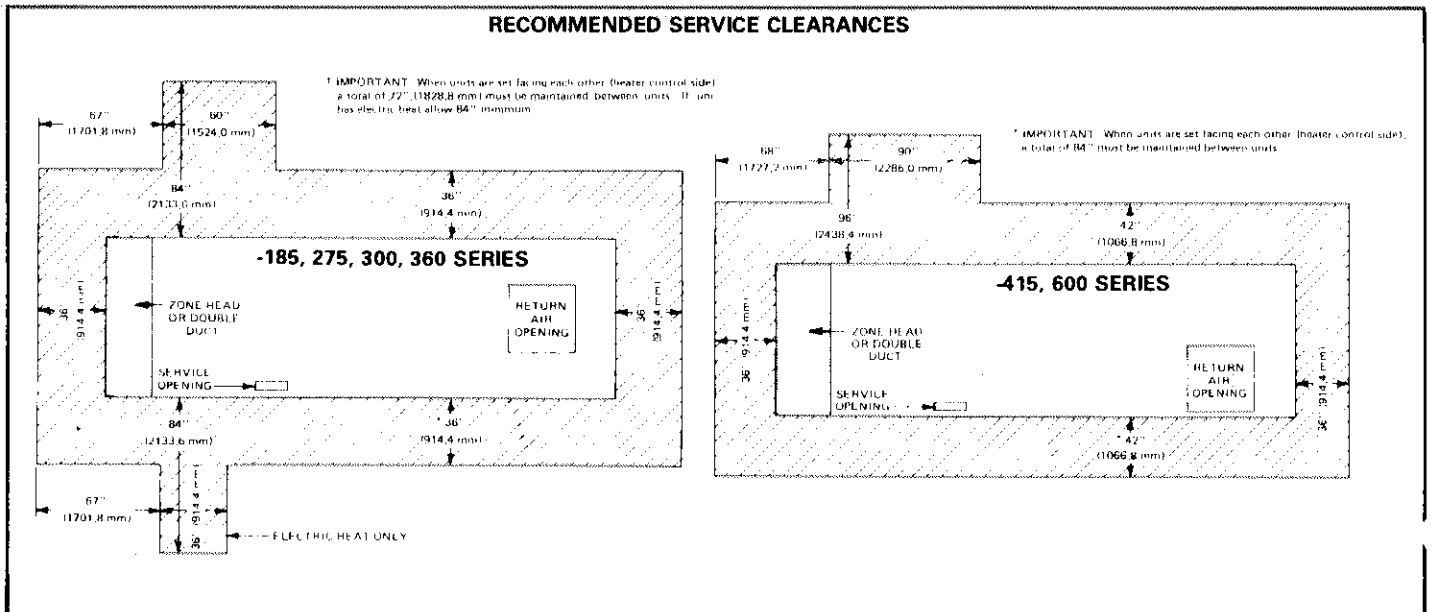 RECOMMENDED SERVICE CLEARANCES
† IMPORTANT When units are set facing each other (heater control side)
a total of 72" (1828,8 mm) must be maintained between units. If uni
has electric heat allow 84" minimum
67"
(1701,8 mm)
60"
(1524,0 mm)
84"
(2133,6 mm)
36"
(914,4 mm)
-185, 275, 300, 360 SERIES
36"
(914,4 mm)
ZONE HEAD
OR DOUBLE
DUCT
RETURN
AIR
OPENING
36"
(914,4 mm)
SERVICE
OPENING
84"
(2133,6 mm)
36"
(914,4 mm)
67"
(1701,8 mm)
36"
(914,4 mm)
ELECTRIC HEAT ONLY
* IMPORTANT When units are set facing each other (heater control side),
a total of 84" must be maintained between units
68"
(1727,2 mm)
90"
(2286,0 mm)
96"
(2438,4 mm)
42"
(1066,8 mm)
-415, 600 SERIES
36"
(914,4 mm)
ZONE HEAD
OR DOUBLE
DUCT
RETURN
AIR
OPENING
36"
(914,4 mm)
SERVICE
OPENING
* 42"
(1066,8 mm)